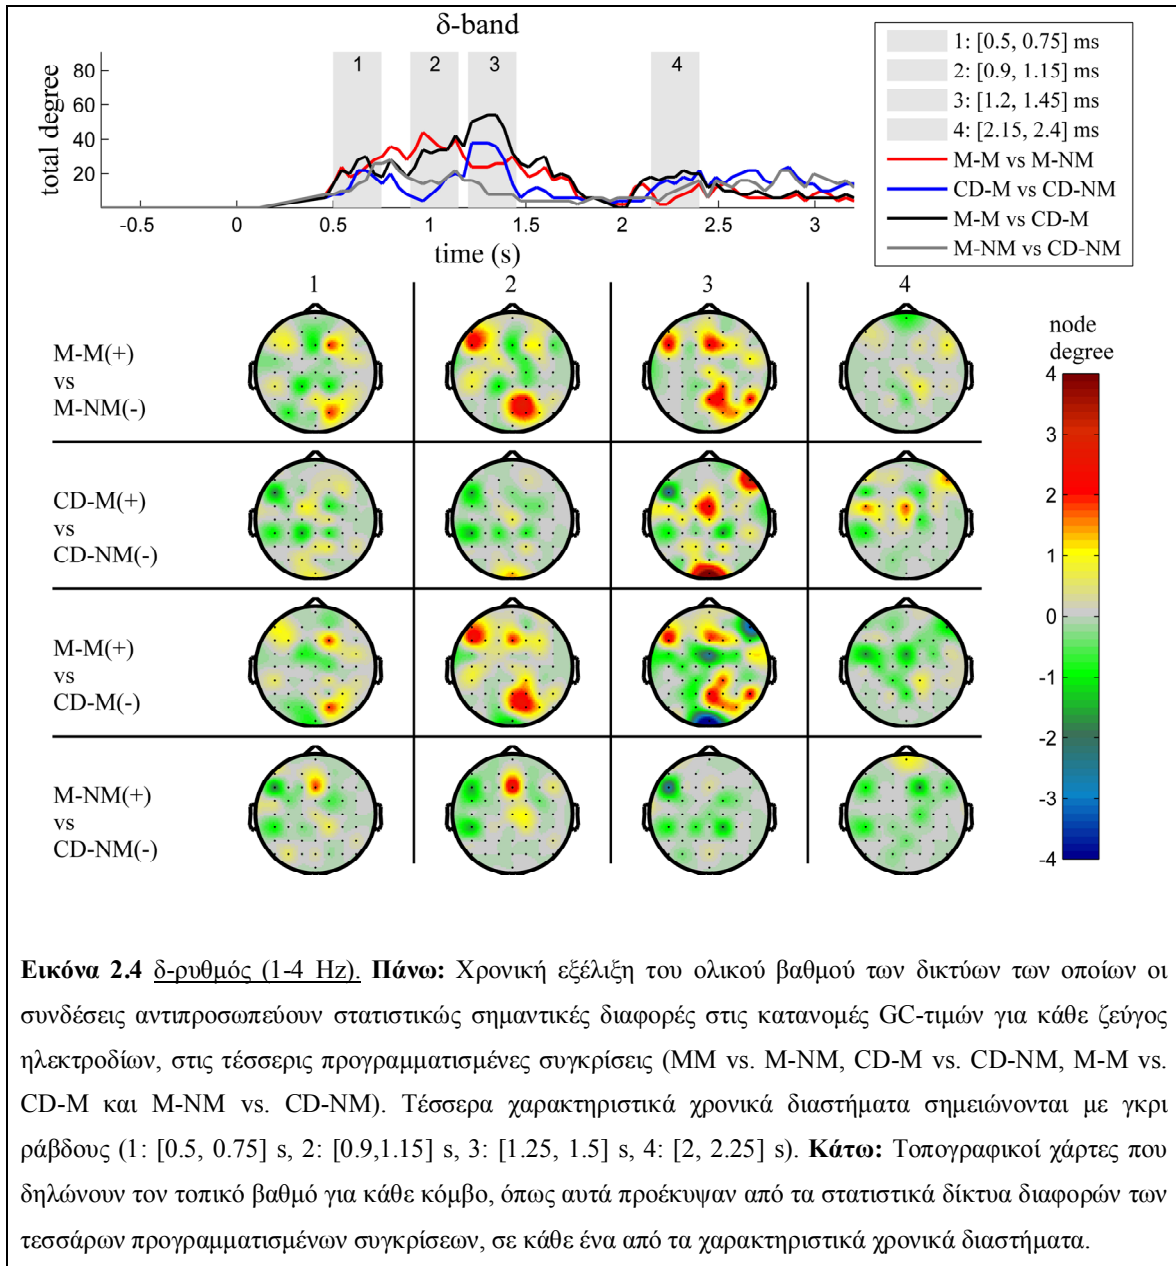 δ-band
1: [0.5, 0.75] ms
2: [0.9, 1.15] ms
3: [1.2, 1.45] ms
4: [2.15, 2.4] ms
M-M vs M-NM
CD-M vs CD-NM
M-M vs CD-M
M-NM vs CD-NM
total degree
80
60
40
20
1
2
3
4
-0.5
0
0.5
1
1.5
2
2.5
3
time (s)
1
2
3
4
M-M(+)
vs
M-NM(-)
CD-M(+)
vs
CD-NM(-)
M-M(+)
vs
CD-M(-)
M-NM(+)
vs
CD-NM(-)
node
degree
4
3
2
1
0
-1
-2
-3
-4
Εικόνα 2.4 δ-ρυθμός (1-4 Hz). Πάνω: Χρονική εξέλιξη του ολικού βαθμού των δικτύων των οποίων οι
συνδέσεις αντιπροσωπεύουν στατιστικώς σημαντικές διαφορές στις κατανομές GC-τιμών για κάθε ζεύγος
ηλεκτροδίων, στις τέσσερις προγραμματισμένες συγκρίσεις (MM vs. M-NM, CD-M vs. CD-NM, M-M vs.
CD-M και M-NM vs. CD-NM). Τέσσερα χαρακτηριστικά χρονικά διαστήματα σημειώνονται με γκρι
ράβδους (1: [0.5, 0.75] s, 2: [0.9,1.15] s, 3: [1.25, 1.5] s, 4: [2, 2.25] s). Κάτω: Τοπογραφικοί χάρτες που
δηλώνουν τον τοπικό βαθμό για κάθε κόμβο, όπως αυτά προέκυψαν από τα στατιστικά δίκτυα διαφορών των
τεσσάρων προγραμματισμένων συγκρίσεων, σε κάθε ένα από τα χαρακτηριστικά χρονικά διαστήματα.